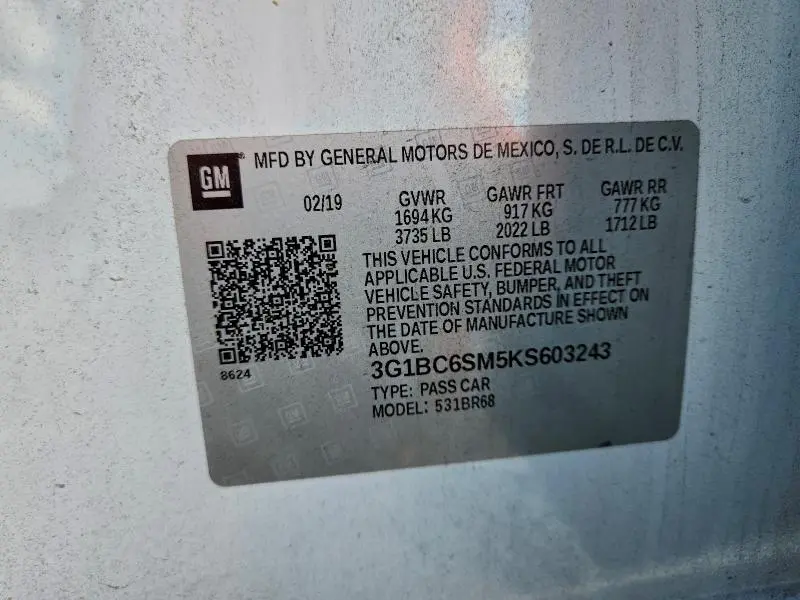 GM
MFD BY GENERAL MOTORS DE MEXICO, S. DE R.L. DE C.V.
02/19 GVWR GAWR FRT GAWR RR
1694 KG 917 KG 777 KG
3735 LB 2022 LB 1712 LB
THIS VEHICLE CONFORMS TO ALL
APPLICABLE U.S. FEDERAL MOTOR
VEHICLE SAFETY, BUMPER, AND THEFT
PREVENTION STANDARDS IN EFFECT ON
THE DATE OF MANUFACTURE SHOWN
ABOVE.
8624
3G1BC6SM5KS603243
TYPE: PASS CAR
MODEL: 531BR68